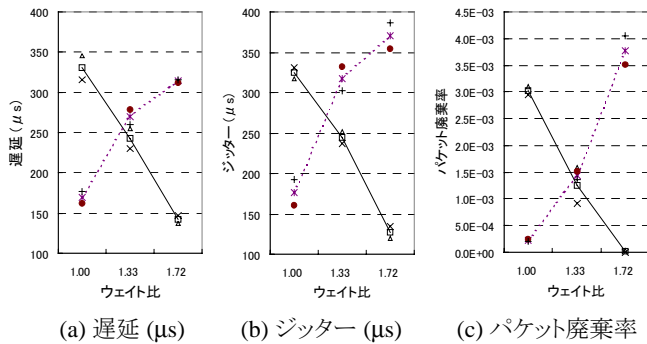 400
350
300
250
200
150
100
遅延(μs)
1.00 1.33 1.72
ウェイト比
400
350
300
250
200
150
100
ジッター(μs)
1.00 1.33 1.72
ウェイト比
4.5E-03
4.0E-03
3.5E-03
3.0E-03
2.5E-03
2.0E-03
1.5E-03
1.0E-03
5.0E-04
0.0E+00
パケット廃棄率
1.00 1.33 1.72
ウェイト比
(a) 遅延 (μs) (b) ジッター (μs) (c) パケット廃棄率